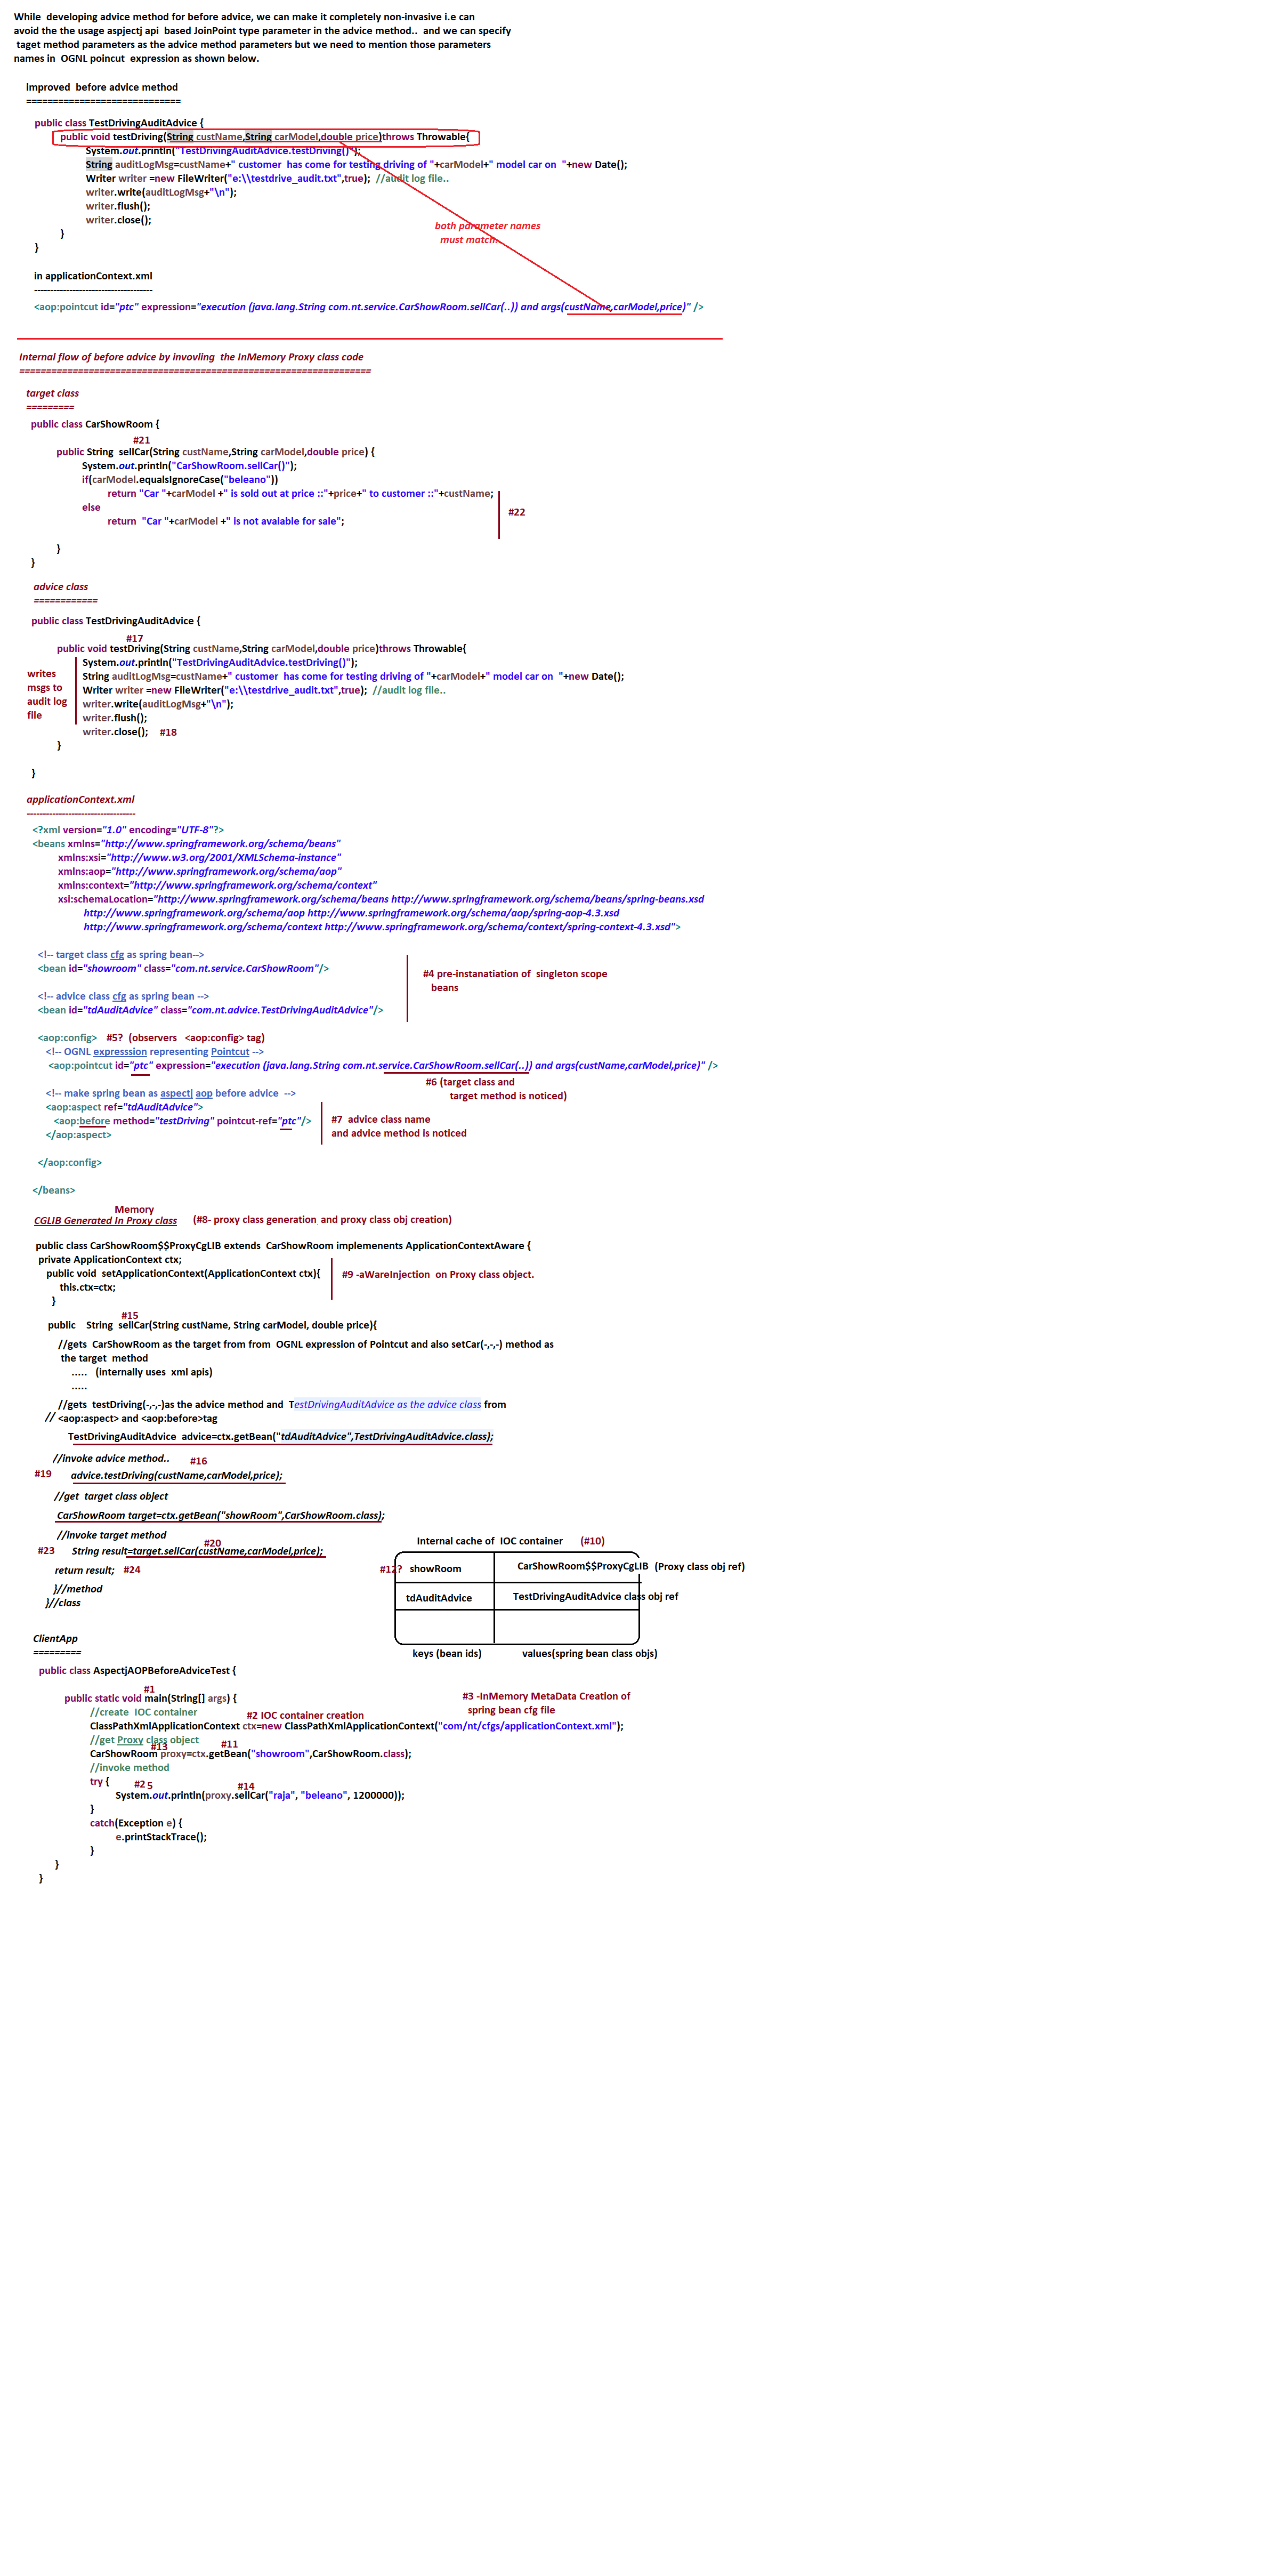 While  developing advice method for before advice, we can make it completely non-invasive i.e can
avoid the the usage aspjectj api  based JoinPoint type parameter in the advice method..  and we can specify
taget method parameters as the advice method parameters but we need to mention those parameters
names in  OGNL poincut  expression as shown below.
improved  before advice method
=============================
public class TestDrivingAuditAdvice {
public void testDriving(String custName,String carModel,double price)throws Throwable{
System.out.println("TestDrivingAuditAdvice.testDriving()");
String auditLogMsg=custName+" customer  has come for testing driving of "+carModel+" model car on  "+new Date();
Writer writer =new FileWriter("e:\\testdrive_audit.txt",true);  //audit log file..
writer.write(auditLogMsg+"\n");
writer.flush();
writer.close();
both parameter names
}
must match..
}
in applicationContext.xml
-------------------------------------
<aop:pointcut id="ptc" expression="execution (java.lang.String com.nt.service.CarShowRoom.sellCar(..)) and args(custName,carModel,price)" />
Internal flow of before advice by invovling  the InMemory Proxy class code
==================================================================
target class
=========
public class CarShowRoom {
#21
public String  sellCar(String custName,String carModel,double price) {
System.out.println("CarShowRoom.sellCar()");
if(carModel.equalsIgnoreCase("beleano"))
return "Car "+carModel +" is sold out at price ::"+price+" to customer ::"+custName;
else
#22
return  "Car "+carModel +" is not avaiable for sale";
}
}
advice class
============
public class TestDrivingAuditAdvice {
#17
public void testDriving(String custName,String carModel,double price)throws Throwable{
System.out.println("TestDrivingAuditAdvice.testDriving()");
writes
msgs to
audit log
file
String auditLogMsg=custName+" customer  has come for testing driving of "+carModel+" model car on  "+new Date();
Writer writer =new FileWriter("e:\\testdrive_audit.txt",true);  //audit log file..
writer.write(auditLogMsg+"\n");
writer.flush();
writer.close();  #18
}
}
applicationContext.xml
----------------------------------
<?xml version="1.0" encoding="UTF-8"?>
<beans xmlns="http://www.springframework.org/schema/beans"
xmlns:xsi="http://www.w3.org/2001/XMLSchema-instance"
xmlns:aop="http://www.springframework.org/schema/aop"
xmlns:context="http://www.springframework.org/schema/context"
xsi:schemaLocation="http://www.springframework.org/schema/beans http://www.springframework.org/schema/beans/spring-beans.xsd
http://www.springframework.org/schema/aop http://www.springframework.org/schema/aop/spring-aop-4.3.xsd
http://www.springframework.org/schema/context http://www.springframework.org/schema/context/spring-context-4.3.xsd">
<!-- target class cfg as spring bean-->
<bean id="showroom" class="com.nt.service.CarShowRoom"/>
#4 pre-instanatiation of  singleton scope
beans
<!-- advice class cfg as spring bean -->
<bean id="tdAuditAdvice" class="com.nt.advice.TestDrivingAuditAdvice"/>
<aop:config>  #5?  (observers  <aop:config> tag)
<!-- OGNL expresssion representing Pointcut -->
<aop:pointcut id="ptc" expression="execution (java.lang.String com.nt.service.CarShowRoom.sellCar(..)) and args(custName,carModel,price)" />
#6 (target class and
target method is noticed)
<!-- make spring bean as aspectj aop before advice  -->
<aop:aspect ref="tdAuditAdvice">
<aop:before method="testDriving" pointcut-ref="ptc"/>
#7  advice class name
and advice method is noticed
</aop:aspect>
</aop:config>
</beans>
Memory
CGLIB Generated In Proxy class  (#8- proxy class generation and proxy class obj creation)
public class CarShowRoom$$ProxyCgLIB extends  CarShowRoom implemenents ApplicationContextAware {
private ApplicationContext ctx;
public void  setApplicationContext(ApplicationContext ctx){
#9 -aWareInjection  on Proxy class object.
this.ctx=ctx;
}
#15
public    String  sellCar(String custName, String carModel, double price){
//gets  CarShowRoom as the target from from  OGNL expression of Pointcut and also setCar(-,-,-) method as
the target  method
.....   (internally uses  xml apis)
.....
//gets  testDriving(-,-,-)as the advice method and  TestDrivingAuditAdvice as the advice class from
// <aop:aspect> and <aop:before>tag
TestDrivingAuditAdvice  advice=ctx.getBean("tdAuditAdvice",TestDrivingAuditAdvice.class);
//invoke advice method..  #16
#19  advice.testDriving(custName,carModel,price);
//get  target class object
CarShowRoom target=ctx.getBean("showRoom",CarShowRoom.class);
//invoke target method
#20
#23  String result=target.sellCar(custName,carModel,price);
return result;  #24
}//method
}//class
Internal cache of  IOC container  (#10)
#12?  showRoom  CarShowRoom$$ProxyCgLIB  (Proxy class obj ref)
tdAuditAdvice  TestDrivingAuditAdvice class obj ref
keys (bean ids)  values(spring bean class objs)
ClientApp
=========
public class AspectjAOPBeforeAdviceTest {
#1
public static void main(String[] args) {
#3 -InMemory MetaData Creation of
spring bean cfg file
//create  IOC container
#2 IOC container creation
ClassPathXmlApplicationContext ctx=new ClassPathXmlApplicationContext("com/nt/cfgs/applicationContext.xml");
//get Proxy class object
#13  #11
CarShowRoom proxy=ctx.getBean("showroom",CarShowRoom.class);
//invoke method
try {
#2 5  #14
System.out.println(proxy.sellCar("raja", "beleano", 1200000));
}
catch(Exception e) {
e.printStackTrace();
}
}
}